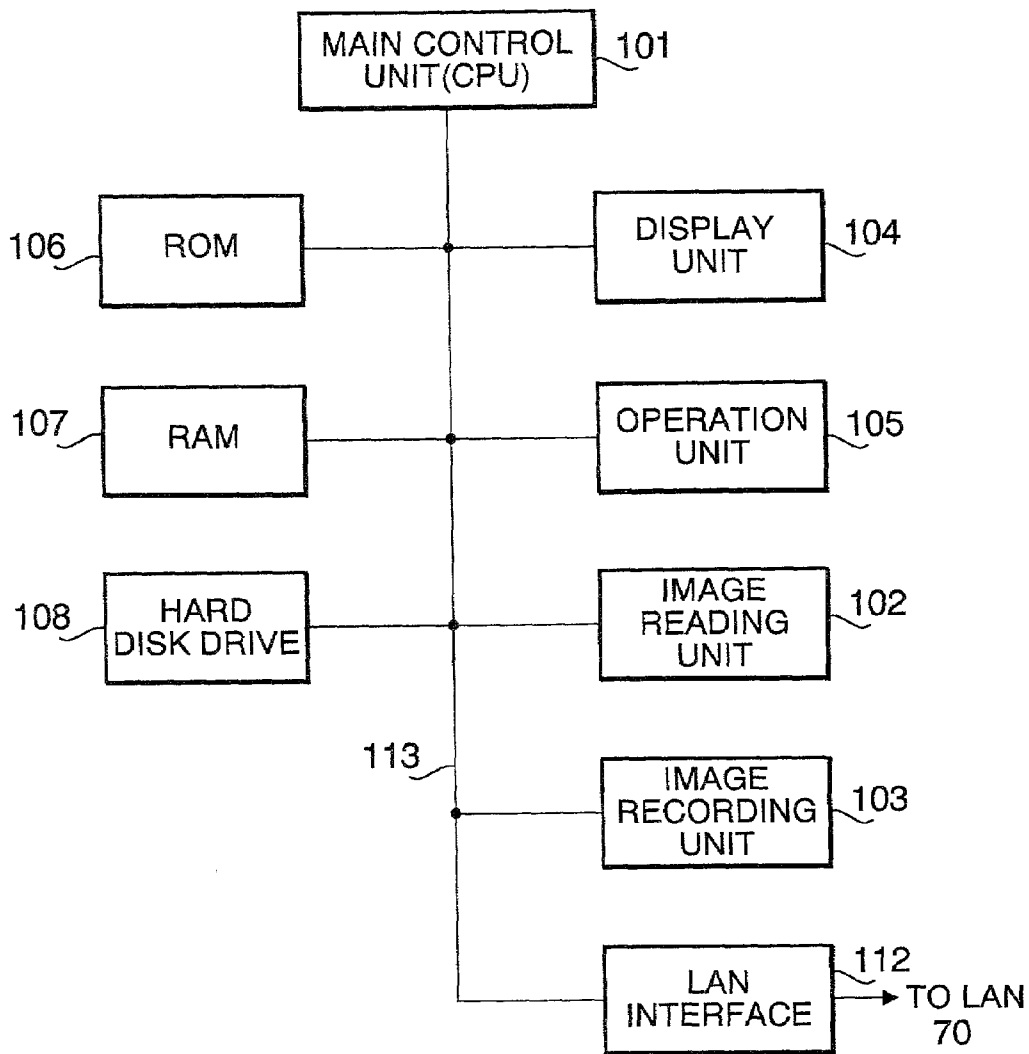 MAIN CONTROL
UNIT(CPU)
101
106
ROM
DISPLAY
UNIT
104
107
RAM
OPERATION
UNIT
105
108
HARD
DISK DRIVE
IMAGE
READING
UNIT
102
113
IMAGE
RECORDING
UNIT
103
LAN
INTERFACE
112
TO LAN
70